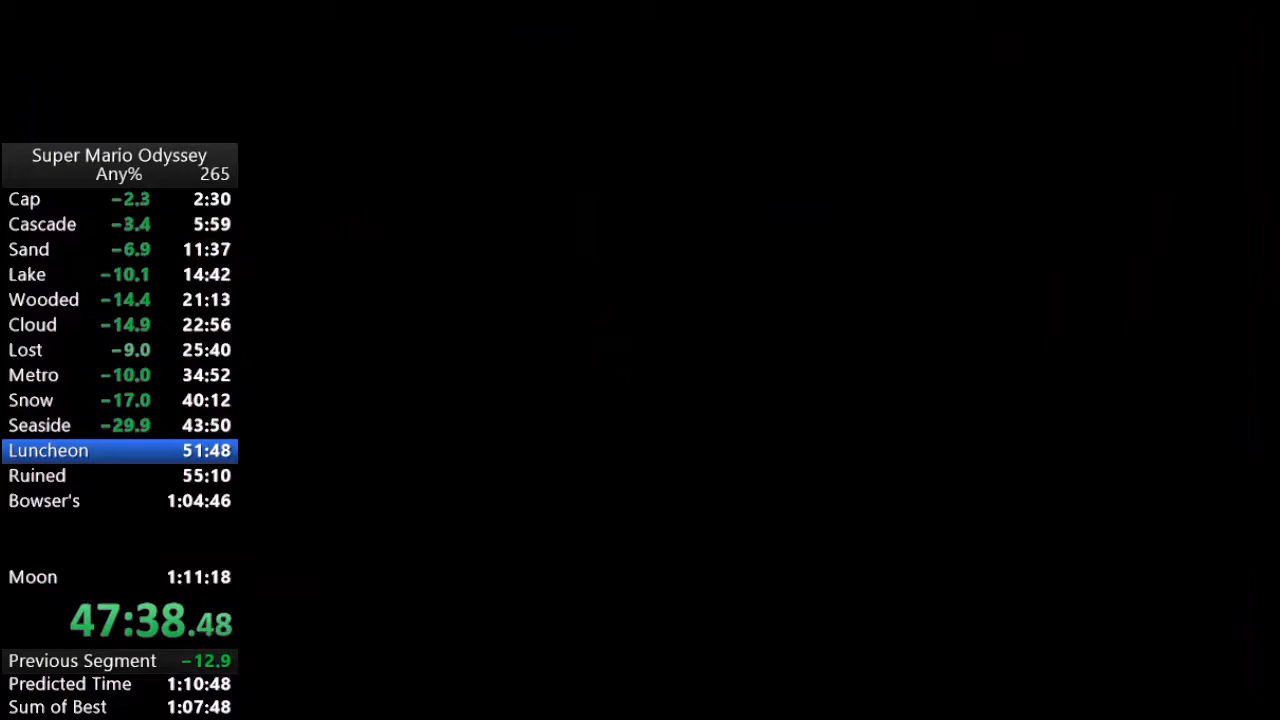 Super Mario Odyssey
Any% 265
Cap −2.3 2:30
Cascade −3.4 5:59
Sand −6.9 11:37
Lake −10.1 14:42
Wooded −14.4 21:13
Cloud −14.9 22:56
Lost −9.0 25:40
Metro −10.0 34:52
Snow −17.0 40:12
Seaside −29.9 43:50
Luncheon 51:48
Ruined 55:10
Bowser's 1:04:46
Moon 1:11:18
47:38.48
Previous Segment −12.9
Predicted Time 1:10:48
Sum of Best 1:07:48